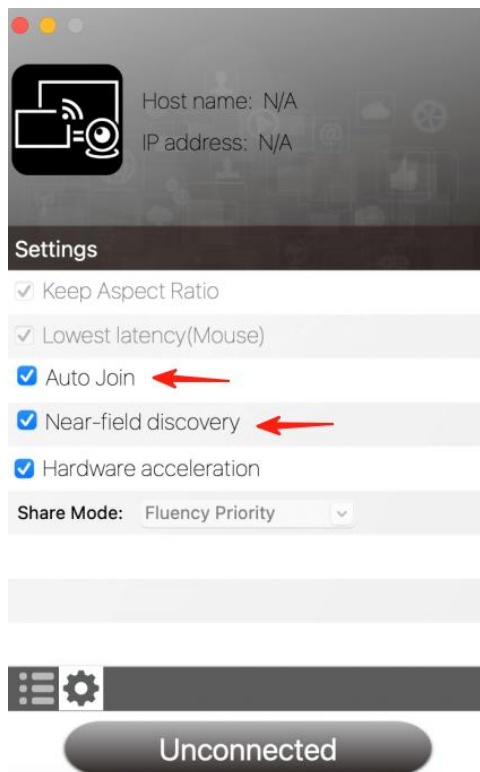 Host name: N/A
IP address: N/A
Settings
Keep Aspect Ratio
Lowest latency(Mouse)
Auto Join
Near-field discovery
Hardware acceleration
Share Mode: Fluency Priority
Unconnected